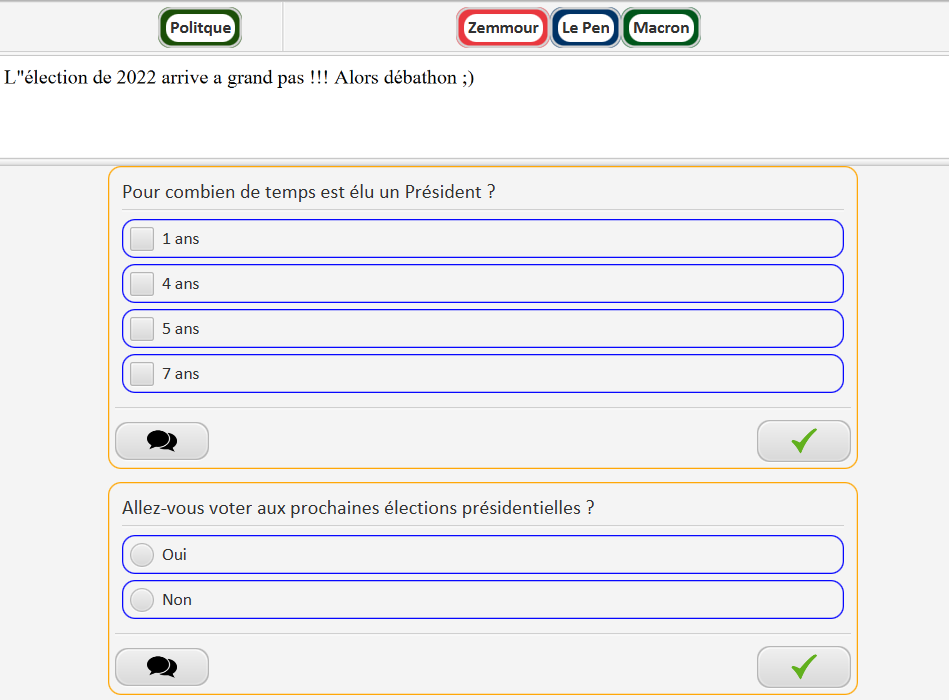 Politque Zemmour Le Pen Macron
L"élection de 2022 arrive a grand pas !!! Alors débathon ;)
Pour combien de temps est élu un Président ?
1 ans
4 ans
5 ans
7 ans
Allez-vous voter aux prochaines élections présidentielles ?
Oui
Non